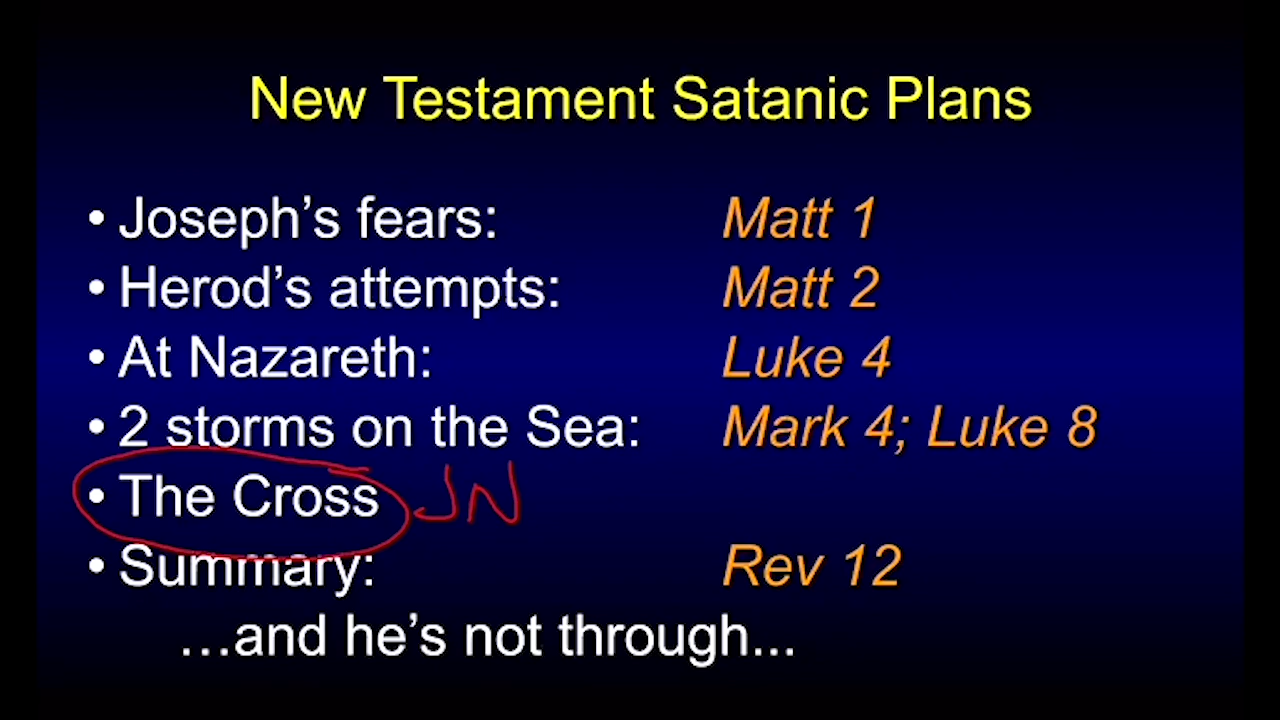 New Testament Satanic Plans
• Joseph’s fears: Matt 1
• Herod’s attempts: Matt 2
• At Nazareth: Luke 4
• 2 storms on the Sea: Mark 4; Luke 8
• The Cross JN
• Summary: Rev 12
…and he’s not through...